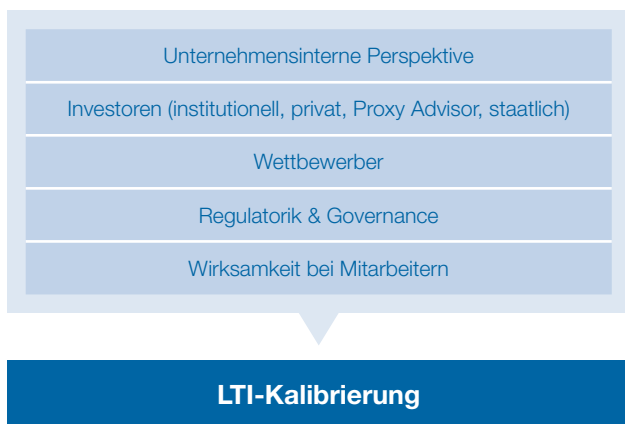 Unternehmensinterne Perspektive
Investoren (institutionell, privat, Proxy Advisor, staatlich)
Wettbewerber
Regulatorik & Governance
Wirksamkeit bei Mitarbeitern
LTI-Kalibrierung